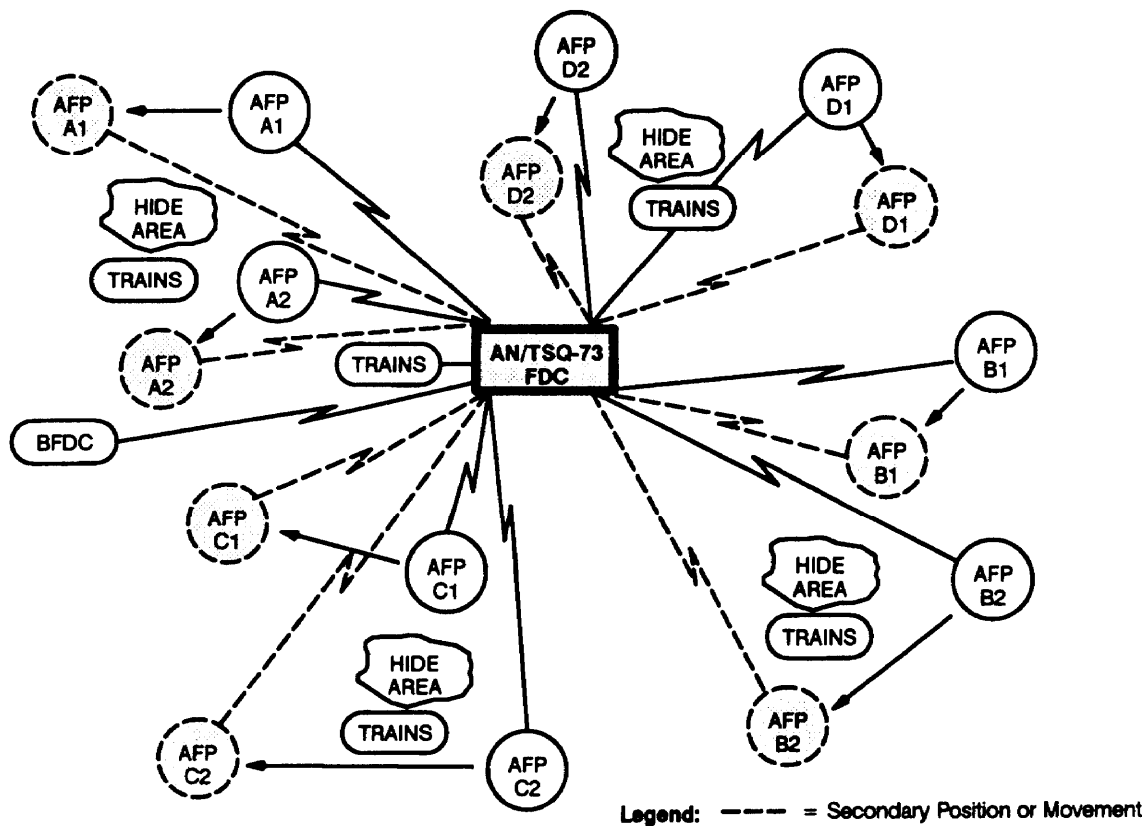 AFP
D2
AFP
A1
AFP
A1
HIDE
AREA
AFP
D1
AFP
D2
TRAINS
AFP
D1
HIDE
AREA
TRAINS
AFP
A2
AFP
A2
TRAINS
AN/TSQ-73
FDC
AFP
B1
BFDC
AFP
B1
AFP
C1
AFP
C1
HIDE
AREA
TRAINS
AFP
B2
HIDE
AREA
TRAINS
AFP
B2
AFP
C2
AFP
C2
Legend: = Secondary Position or Movement